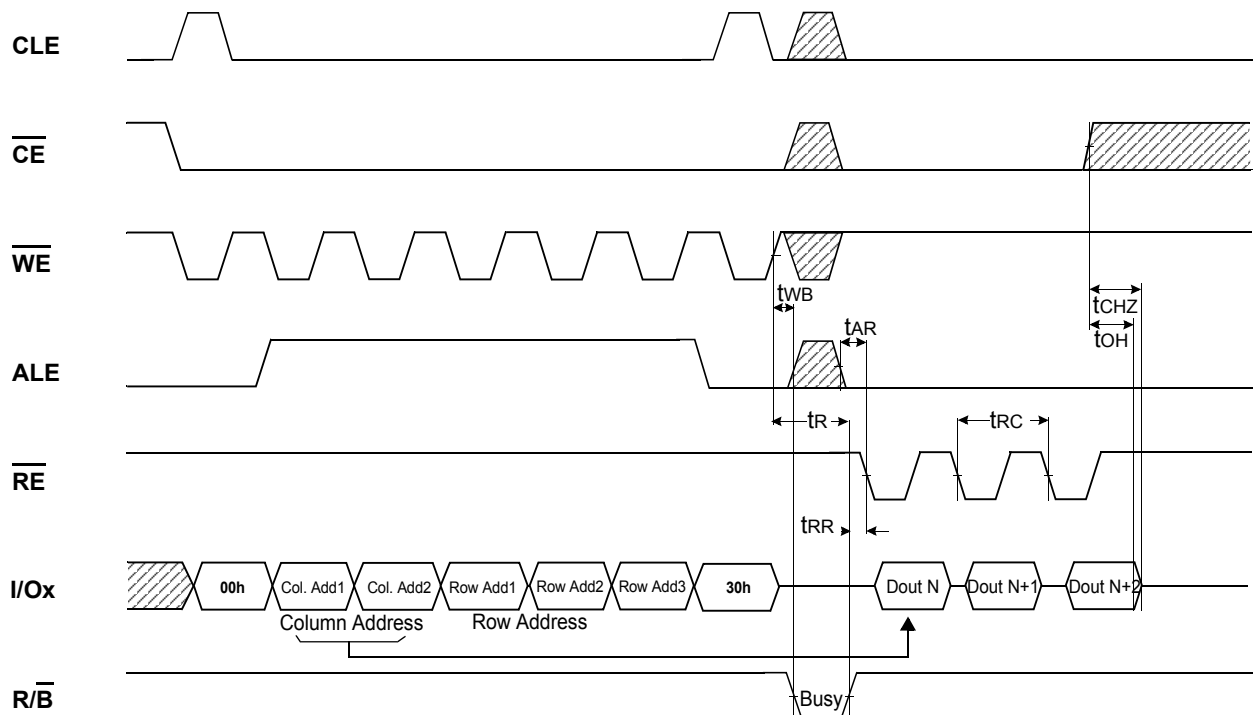 CLE
CE
WE
tWB
tCHZ
tAR
tOH
ALE
tR
tRC
RE
tRR
I/Ox
00h
Col. Add1
Col. Add2
Row Add1
Row Add2
Row Add3
30h
Dout N
Dout N+1
Dout N+2
Column Address
Row Address
R/B
Busy